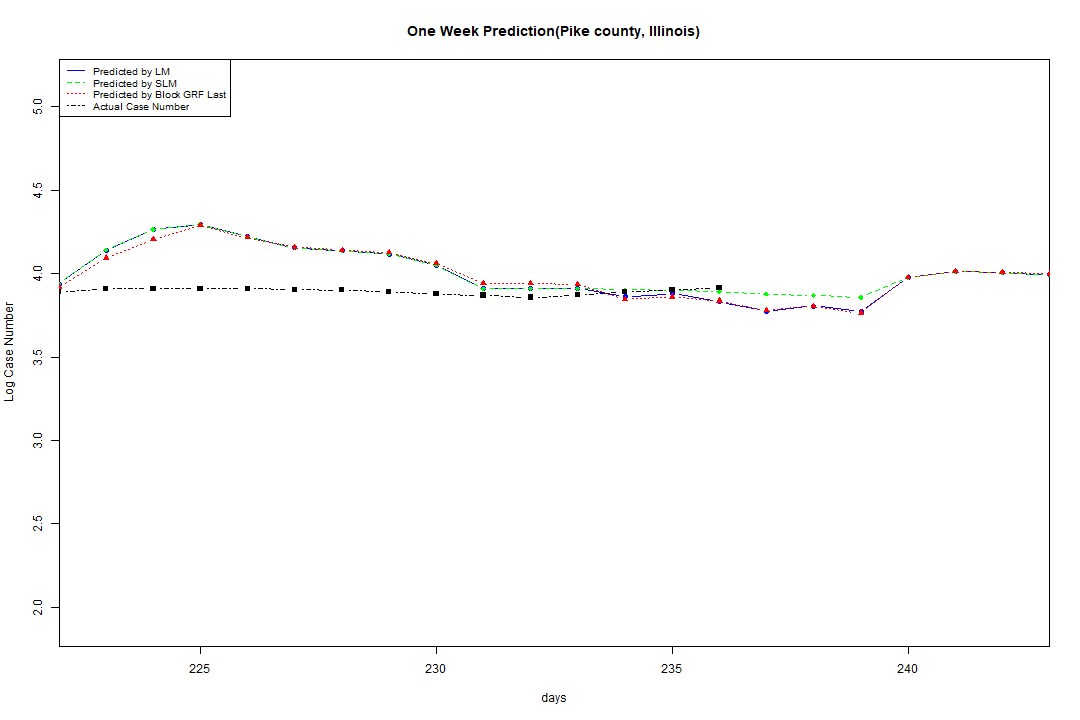 One Week Prediction(Pike county, Illinois)
Predicted by LM
Predicted by SLM
Predicted by Block GRF Last
Actual Case Number
5.0
4.5
4.0
3.5
3.0
2.5
2.0
Log Case Number
225 230 235 240
days